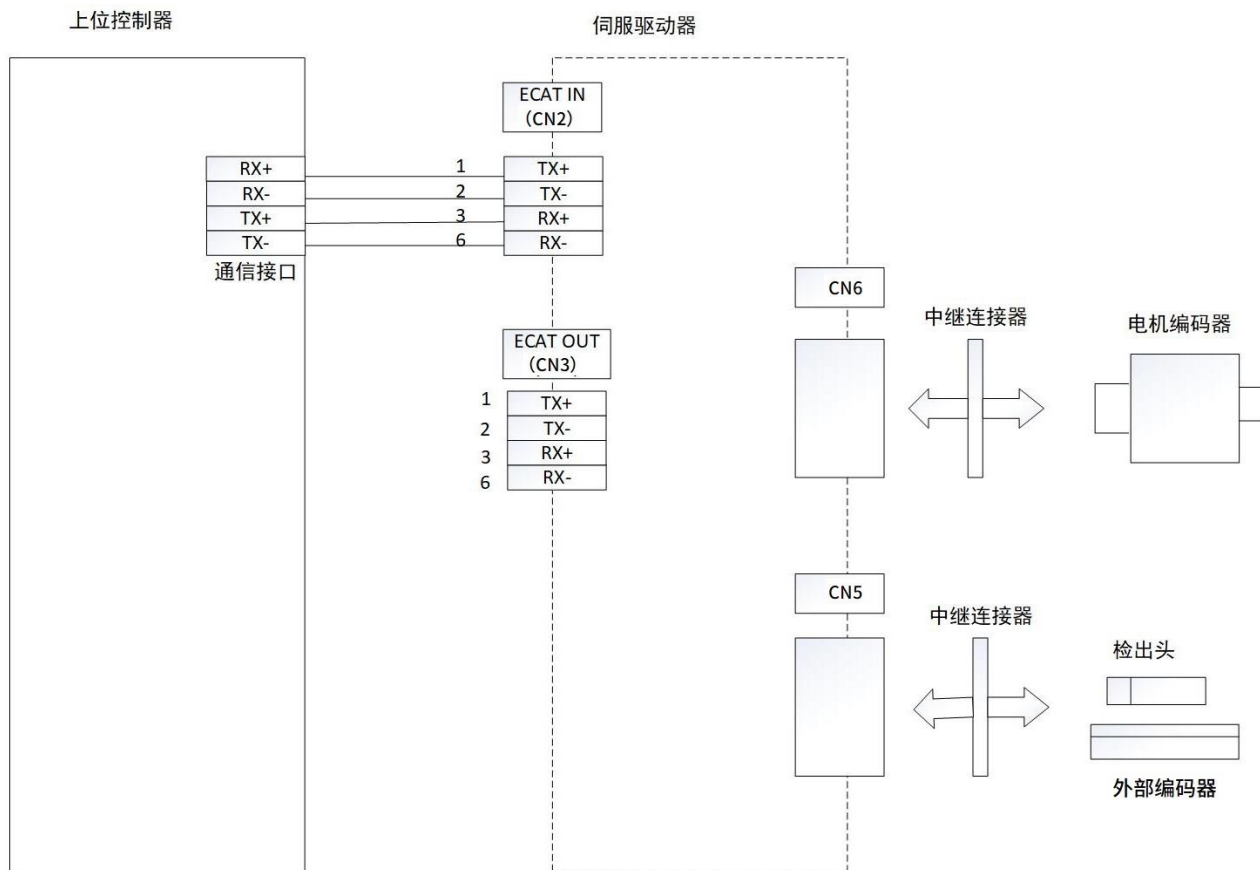 上位控制器
伺服驱动器
ECAT IN
（CN2）
RX+
1
TX+
RX-
2
TX-
TX+
3
RX+
TX-
6
RX-
通信接口
CN6
中继连接器
电机编码器
ECAT OUT
（CN3）
1
TX+
2
TX-
3
RX+
6
RX-
CN5
中继连接器
检出头
外部编码器